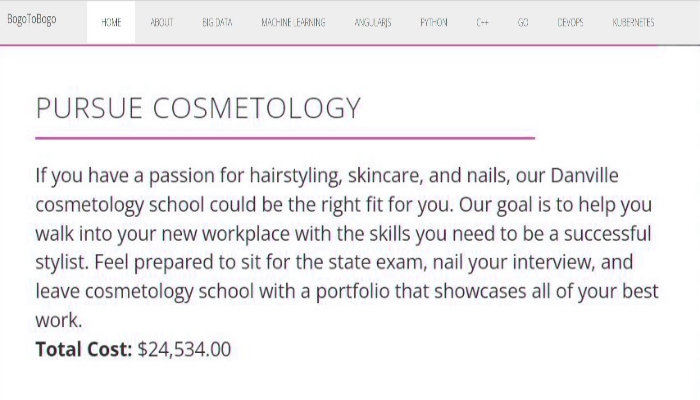 BogoToBogo HOME ABOUT BIG DATA MACHINE LEARNING ANGULARJS PYTHON C++ GO DEVOPS KUBERNETES
PURSUE COSMETOLOGY
If you have a passion for hairstyling, skincare, and nails, our Danville
cosmetology school could be the right fit for you. Our goal is to help you
walk into your new workplace with the skills you need to be a successful
stylist. Feel prepared to sit for the state exam, nail your interview, and
leave cosmetology school with a portfolio that showcases all of your best
work.
Total Cost: $24,534.00